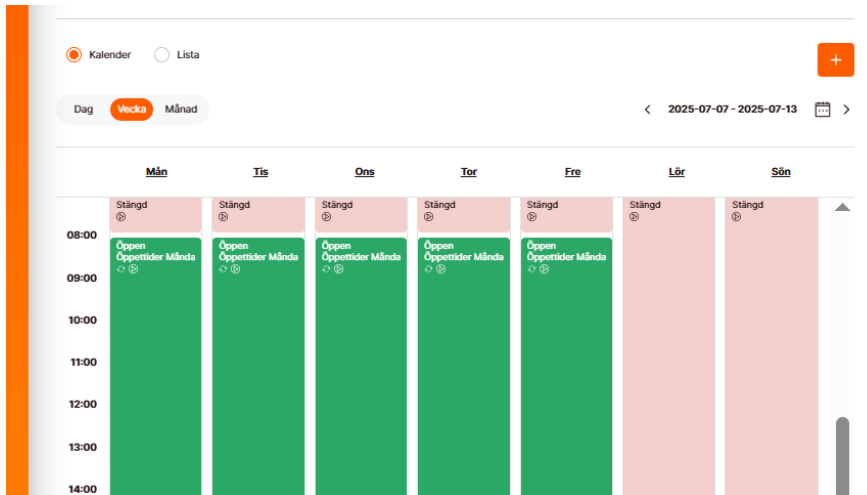 Kalender Lista
+
Dag Vecka Månad 2025-07-07 - 2025-07-13
Mån Tis Ons Tor Fre Lör Sön
Stängd Stängd Stängd Stängd Stängd Stängd Stängd
08:00
Öppen Öppen Öppen Öppen Öppen
Öppettider Månda Öppettider Månda Öppettider Månda Öppettider Månda Öppettider Månda
09:00
10:00
11:00
12:00
13:00
14:00